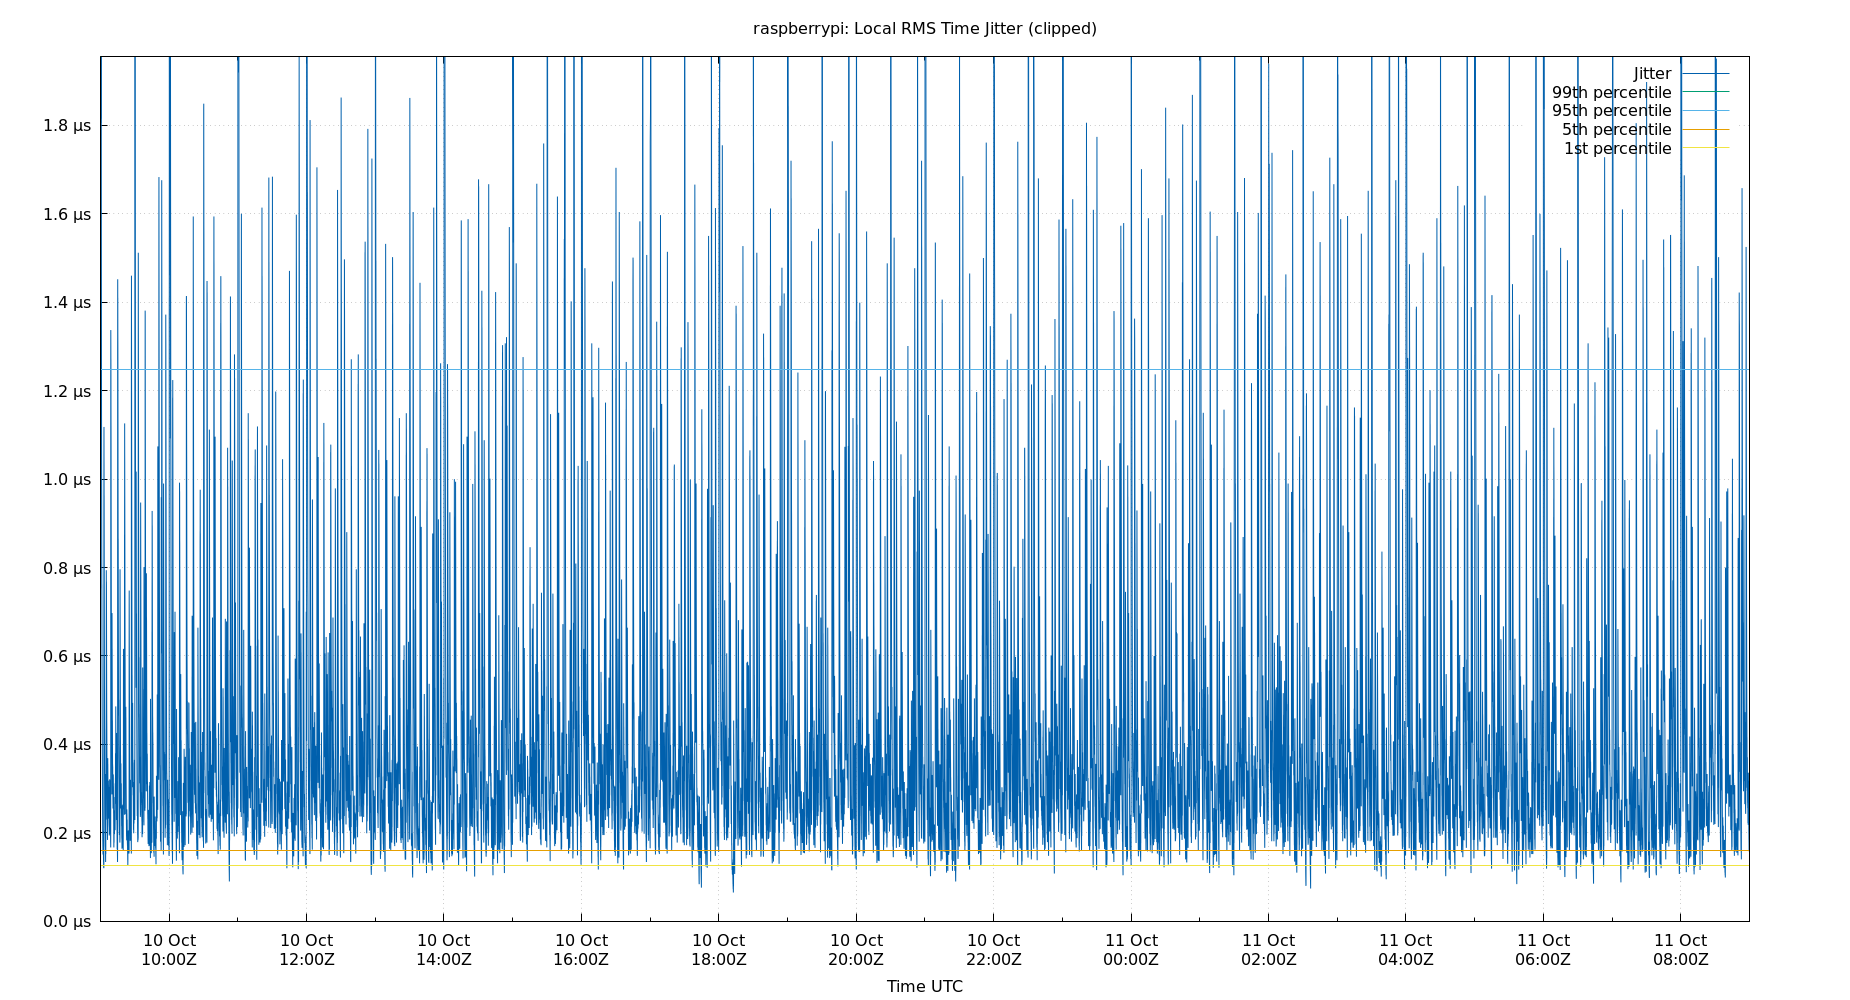 raspberrypi: Local RMS Time Jitter (clipped)
Jitter
99th percentile
95th percentile
5th percentile
1st percentile
1.8 µs
1.6 µs
1.4 µs
1.2 µs
1.0 µs
0.8 µs
0.6 µs
0.4 µs
0.2 µs
0.0 µs
10 Oct 10 Oct 10 Oct 10 Oct 10 Oct 10 Oct 10 Oct 11 Oct 11 Oct 11 Oct 11 Oct 11 Oct
10:00Z 12:00Z 14:00Z 16:00Z 18:00Z 20:00Z 22:00Z 00:00Z 02:00Z 04:00Z 06:00Z 08:00Z
Time UTC